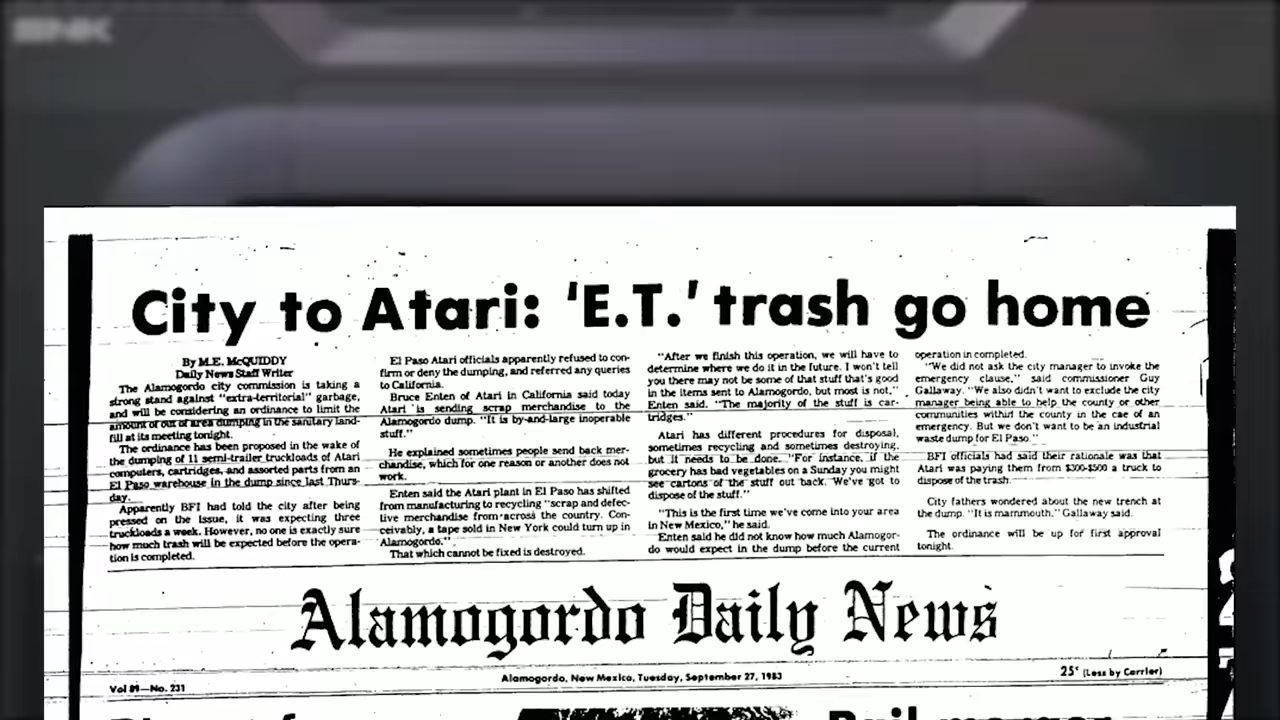 SNK
City to Atari: 'E.T.' trash go home
By M.E. McQUIDDY
Daily News Staff Writer
The Alamogordo city commission is taking a
strong stand against "extra-territorial" garbage,
and will be considering an ordinance to limit the
amount of out of area dumping in the sanitary land-
fill at its meeting tonight.
The ordinance has been proposed in the wake of
the dumping of 11 semi-trailer truckloads of Atari
computers, cartridges, and assorted parts from an
El Paso warehouse in the dump since last Thurs-
day.
Apparently BFI had told the city after being
pressed on the issue, it was expecting three
truckloads a week. However, no one is exactly sure
how much trash will be expected before the opera-
tion is completed.
El Paso Atari officials apparently refused to con-
firm or deny the dumping, and referred any queries
to California.
Bruce Enten of Atari in California said today
Atari is sending scrap merchandise to the
Alamogordo dump. "It is by-and-large inoperable
stuff."
He explained sometimes people send back mer-
chandise, which for one reason or another does not
work.
Enten said the Atari plant in El Paso has shifted
from manufacturing to recycling "scrap and defec-
tive merchandise from across the country. Con-
ceivably, a tape sold in New York could turn up in
Alamogordo."
That which cannot be fixed is destroyed.
"After we finish this operation, we will have to
determine where we do it in the future. I won't tell
you there may not be some of that stuff that's good
in the items sent to Alamogordo, but most is not,"
Enten said. "The majority of the stuff is car-
tridges."
Atari has different procedures for disposal,
sometimes recycling and sometimes destroying,
but it needs to be done. "For instance, if the
grocery has bad vegetables on a Sunday you might
see cartons of the stuff out back. We've got to
dispose of the stuff."
"This is the first time we've come into your area
in New Mexico," he said.
Enten said he did not know how much Alamogor-
do would expect in the dump before the current
operation in completed.
"We did not ask the city manager to invoke the
emergency clause," said commissioner Guy
Gallaway. "We also didn't want to exclude the city
manager being able to help the county or other
communities within the county in the cae of an
emergency. But we don't want to be an industrial
waste dump for El Paso."
BFI officials had said their rationale was that
Atari was paying them from $300-$500 a truck to
dispose of the trash.
City fathers wondered about the new trench at
the dump. "It is mammouth," Gallaway said.
The ordinance will be up for first approval
tonight.
Alamogordo Daily News
Vol 89—No. 231
Alamogordo, New Mexico, Tuesday, September 27, 1983
25¢ (Less by Carrier)